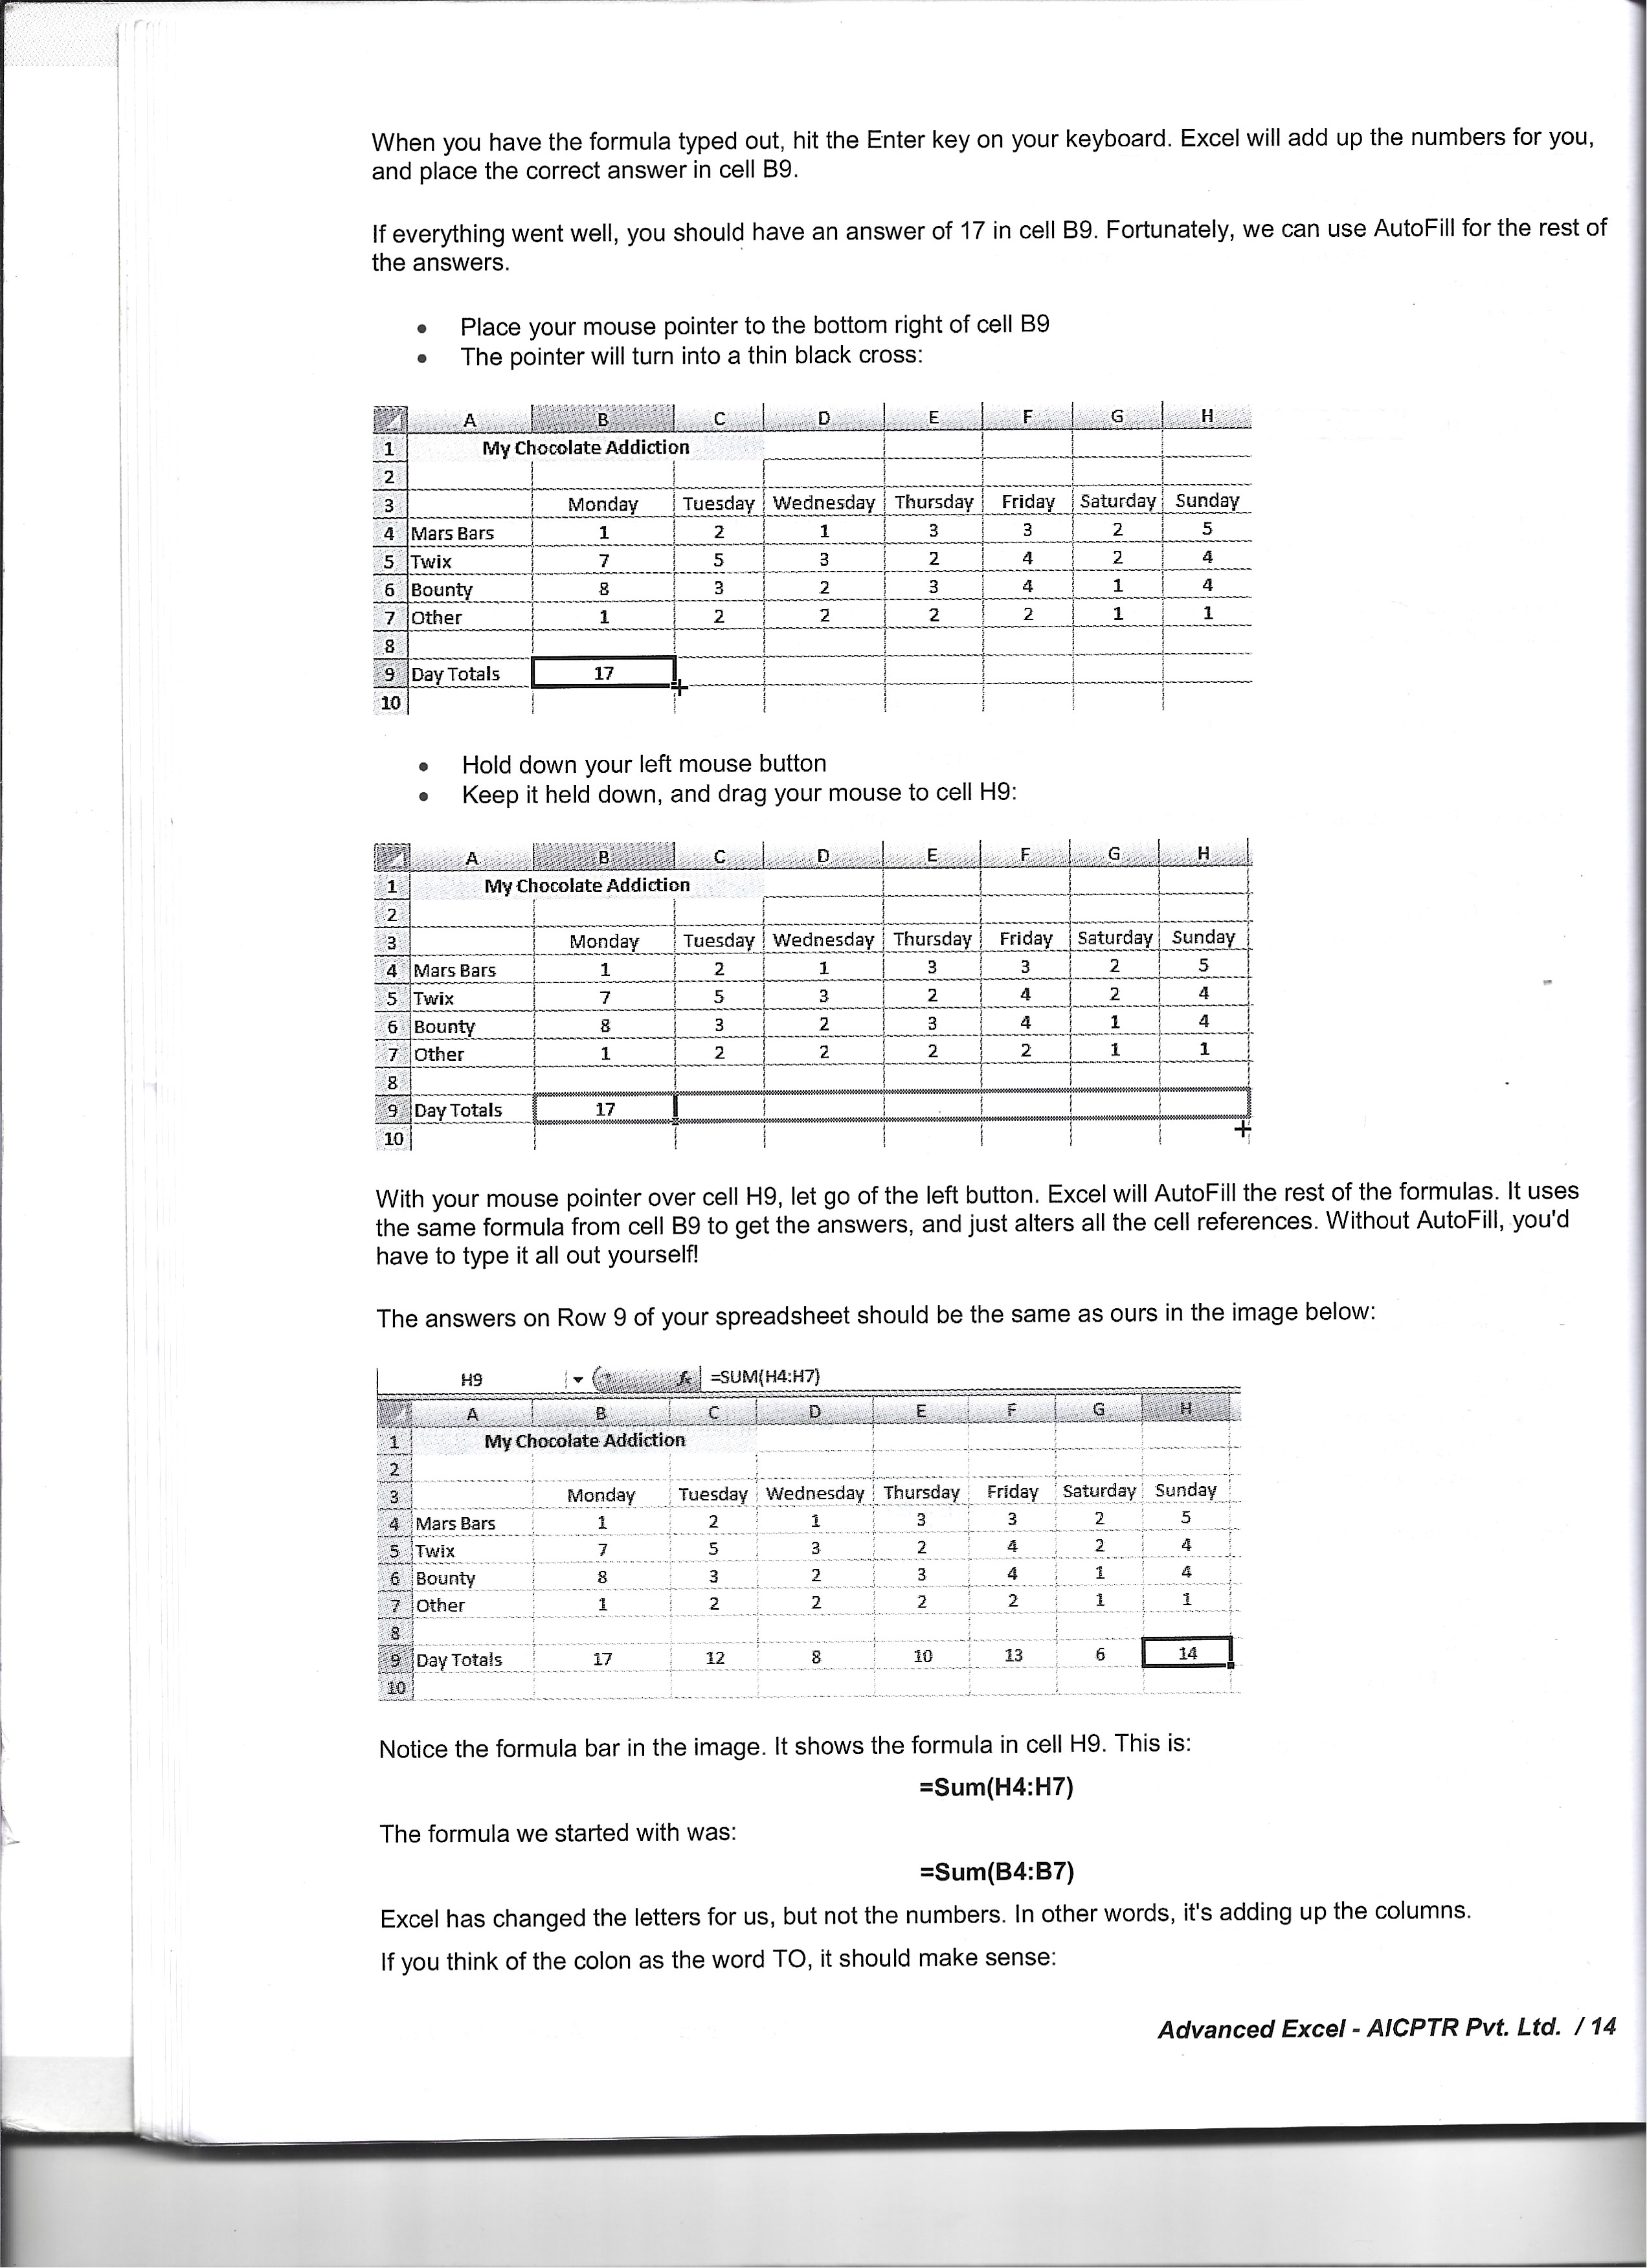 When you have the formula typed out, hit the Enter key on your keyboard. Excel will add up the numbers for you,
and place the correct answer in cell B9.
If everything went well, you should have an answer of 17 in cell B9. Fortunately, we can use AutoFill for the rest of
the answers.
• Place your mouse pointer to the bottom right of cell B9
• The pointer will turn into a thin black cross:
A B C D E F G H
1 My Chocolate Addiction
2
3 Monday Tuesday Wednesday Thursday Friday Saturday Sunday
4 Mars Bars 1 2 1 3 3 2 5
5 Twix 7 5 3 2 4 2 4
6 Bounty 8 3 2 3 4 1 4
7 Other 1 2 2 2 2 1 1
8
9 Day Totals 17
10
• Hold down your left mouse button
• Keep it held down, and drag your mouse to cell H9:
A B C D E F G H
1 My Chocolate Addiction
2
3 Monday Tuesday Wednesday Thursday Friday Saturday Sunday
4 Mars Bars 1 2 1 3 3 2 5
5 Twix 7 5 3 2 4 2 4
6 Bounty 8 3 2 3 4 1 4
7 Other 1 2 2 2 2 1 1
8
9 Day Totals 17
10
With your mouse pointer over cell H9, let go of the left button. Excel will AutoFill the rest of the formulas. It uses
the same formula from cell B9 to get the answers, and just alters all the cell references. Without AutoFill, you'd
have to type it all out yourself!
The answers on Row 9 of your spreadsheet should be the same as ours in the image below:
H9 fx =SUM(H4:H7)
A B C D E F G H
1 My Chocolate Addiction
2
3 Monday Tuesday Wednesday Thursday Friday Saturday Sunday
4 Mars Bars 1 2 1 3 3 2 5
5 Twix 7 5 3 2 4 2 4
6 Bounty 8 3 2 3 4 1 4
7 Other 1 2 2 2 2 1 1
8
9 Day Totals 17 12 8 10 13 6 14
10
Notice the formula bar in the image. It shows the formula in cell H9. This is:
=Sum(H4:H7)
The formula we started with was:
=Sum(B4:B7)
Excel has changed the letters for us, but not the numbers. In other words, it's adding up the columns.
If you think of the colon as the word TO, it should make sense:
Advanced Excel - AICPTR Pvt. Ltd. / 14